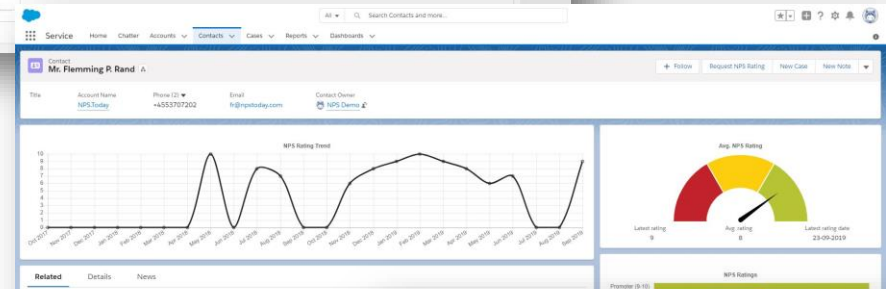 All
Search Contacts and more...
Service Home Chatter Accounts Contacts Cases Reports Dashboards
Contact
Mr. Flemming P. Rand
+ Follow Request NPS Rating New Case New Note
Title Account Name Phone (2) Email Contact Owner
NPS.Today +4553707202 fr@npstoday.com NPS Demo
NPS Rating Trend
10
9
8
7
6
5
4
3
2
1
0
Oct 2017 Nov 2017 Dec 2017 Jan 2018 Feb 2018 Mar 2018 Apr 2018 May 2018 Jun 2018 Jul 2018 Aug 2018 Sep 2018 Oct 2018 Nov 2018 Dec 2018 Jan 2019 Feb 2019 Mar 2019 Apr 2019 May 2019 Jun 2019 Jul 2019 Aug 2019 Sep 2019
Avg. NPS Rating
Latest rating Avg. rating Latest rating date
9 8 23-09-2019
Related Details News
NPS Ratings
Promoter (9-10)